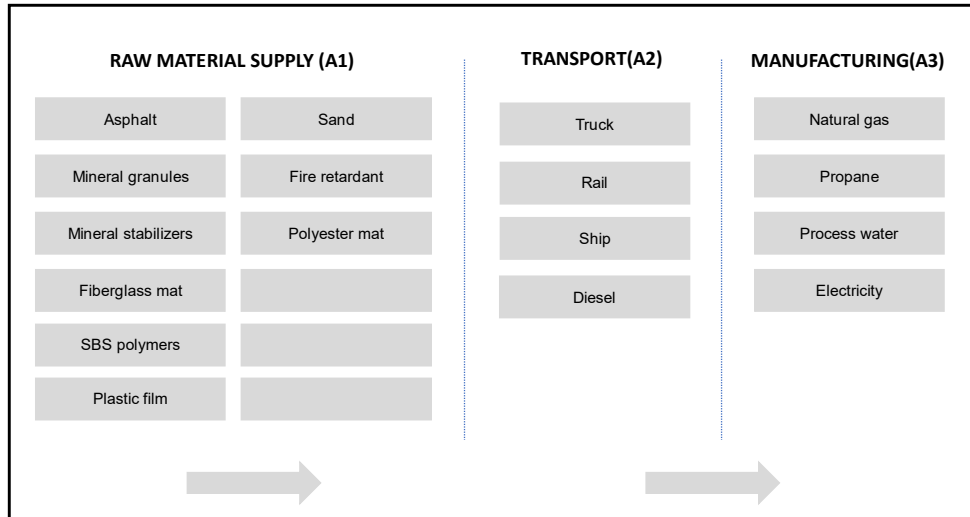 RAW MATERIAL SUPPLY (A1)
Asphalt
Sand
Mineral granules
Fire retardant
Mineral stabilizers
Polyester mat
Fiberglass mat
SBS polymers
Plastic film
TRANSPORT(A2)
Truck
Rail
Ship
Diesel
MANUFACTURING(A3)
Natural gas
Propane
Process water
Electricity